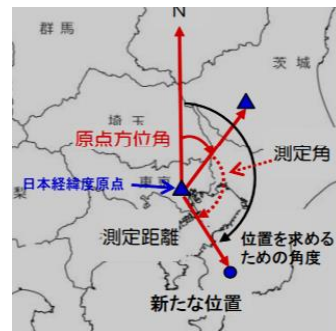 N
群馬
茨城
埼玉
原点方位角
測定角
日本経緯度原点
東京
梨
測定距離
位置を求める
ための角度
新たな位置